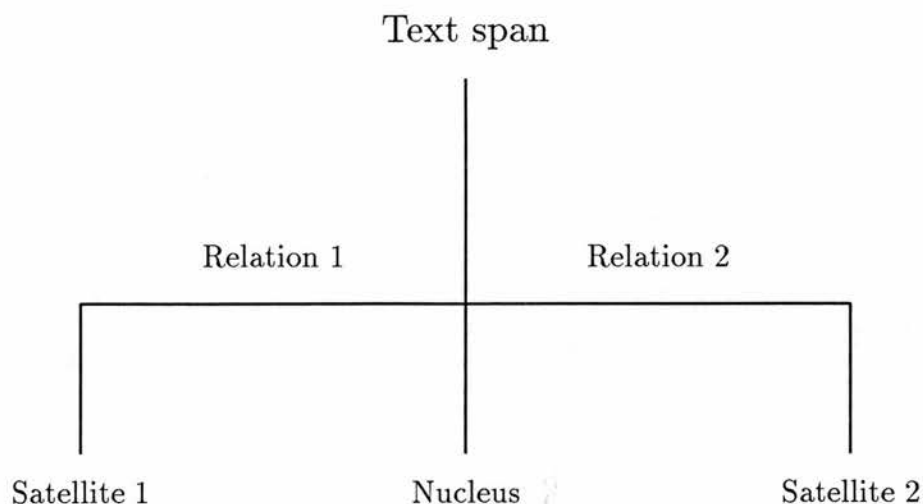 Text span
Relation 1 Relation 2
Satellite 1 Nucleus Satellite 2